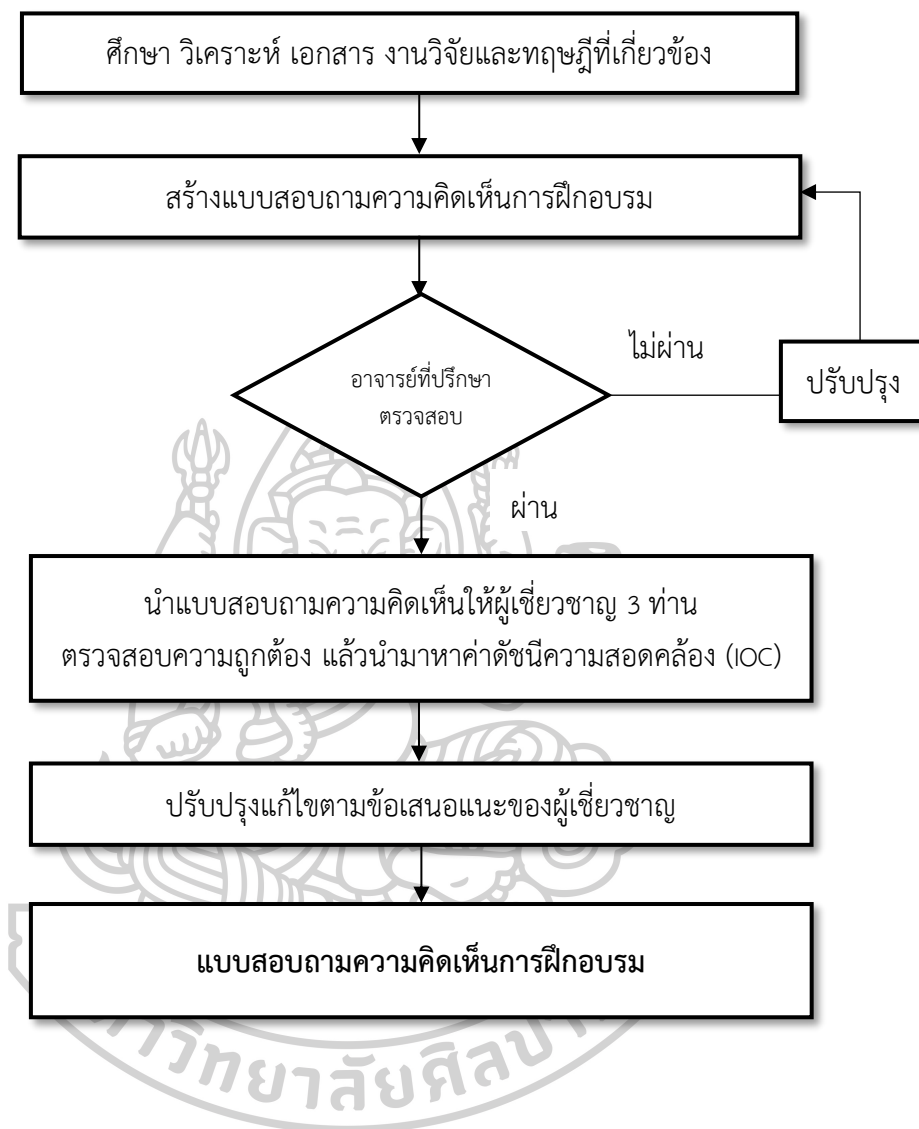 ศึกษา วิเคราะห์ เอกสาร งานวิจัยและทฤษฎีที่เกี่ยวข้อง
สร้างแบบสอบถามความคิดเห็นการฝึกอบรม
ไม่ผ่าน
อาจารย์ที่ปรึกษา
ตรวจสอบ
ปรับปรุง
ผ่าน
นำแบบสอบถามความคิดเห็นให้ผู้เชี่ยวชาญ 3 ท่าน
ตรวจสอบความถูกต้อง แล้วนำมาหาค่าดัชนีความสอดคล้อง (IOC)
ปรับปรุงแก้ไขตามข้อเสนอแนะของผู้เชี่ยวชาญ
แบบสอบถามความคิดเห็นการฝึกอบรม